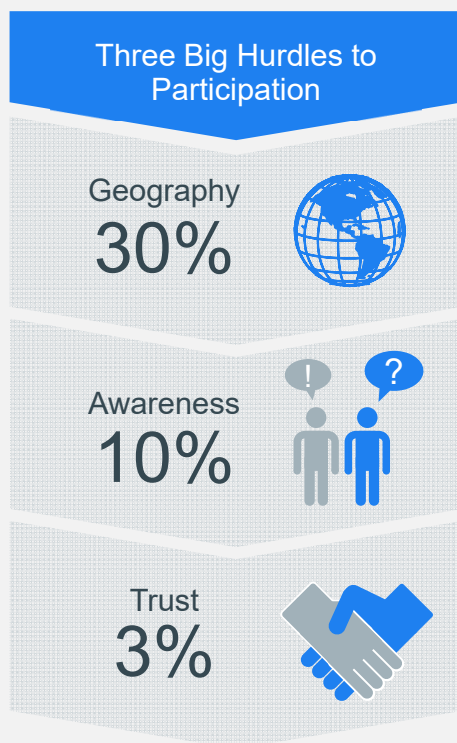 Three Big Hurdles to
Participation
Geography
30%
Awareness
10%
! ?
Trust
3%